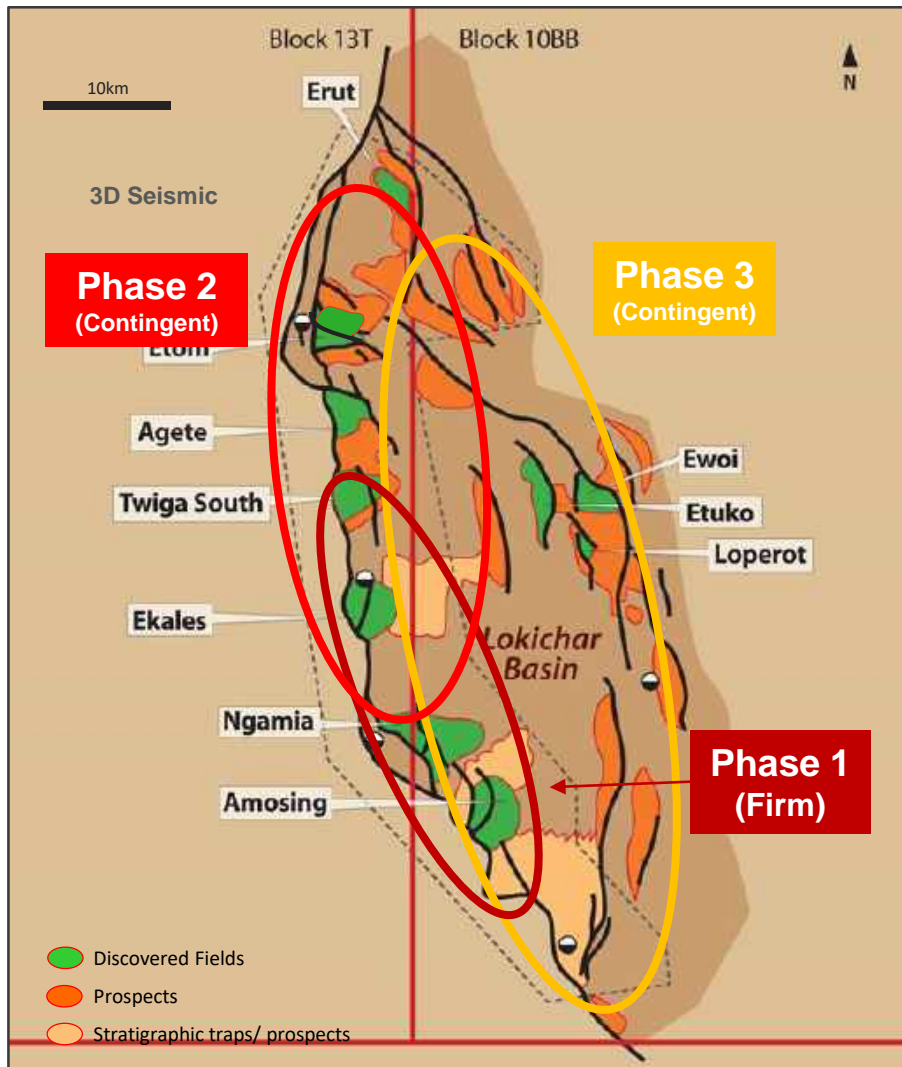 Block 13T
Block 10BB
10km
N
Erut
3D Seismic
Phase 2
(Contingent)
Phase 3
(Contingent)
Etom
Agete
Twiga South
Ewoi
Etuko
Loperot
Ekales
Lokichar
Basin
Ngamia
Amosing
Phase 1
(Firm)
Discovered Fields
Prospects
Stratigraphic traps/ prospects